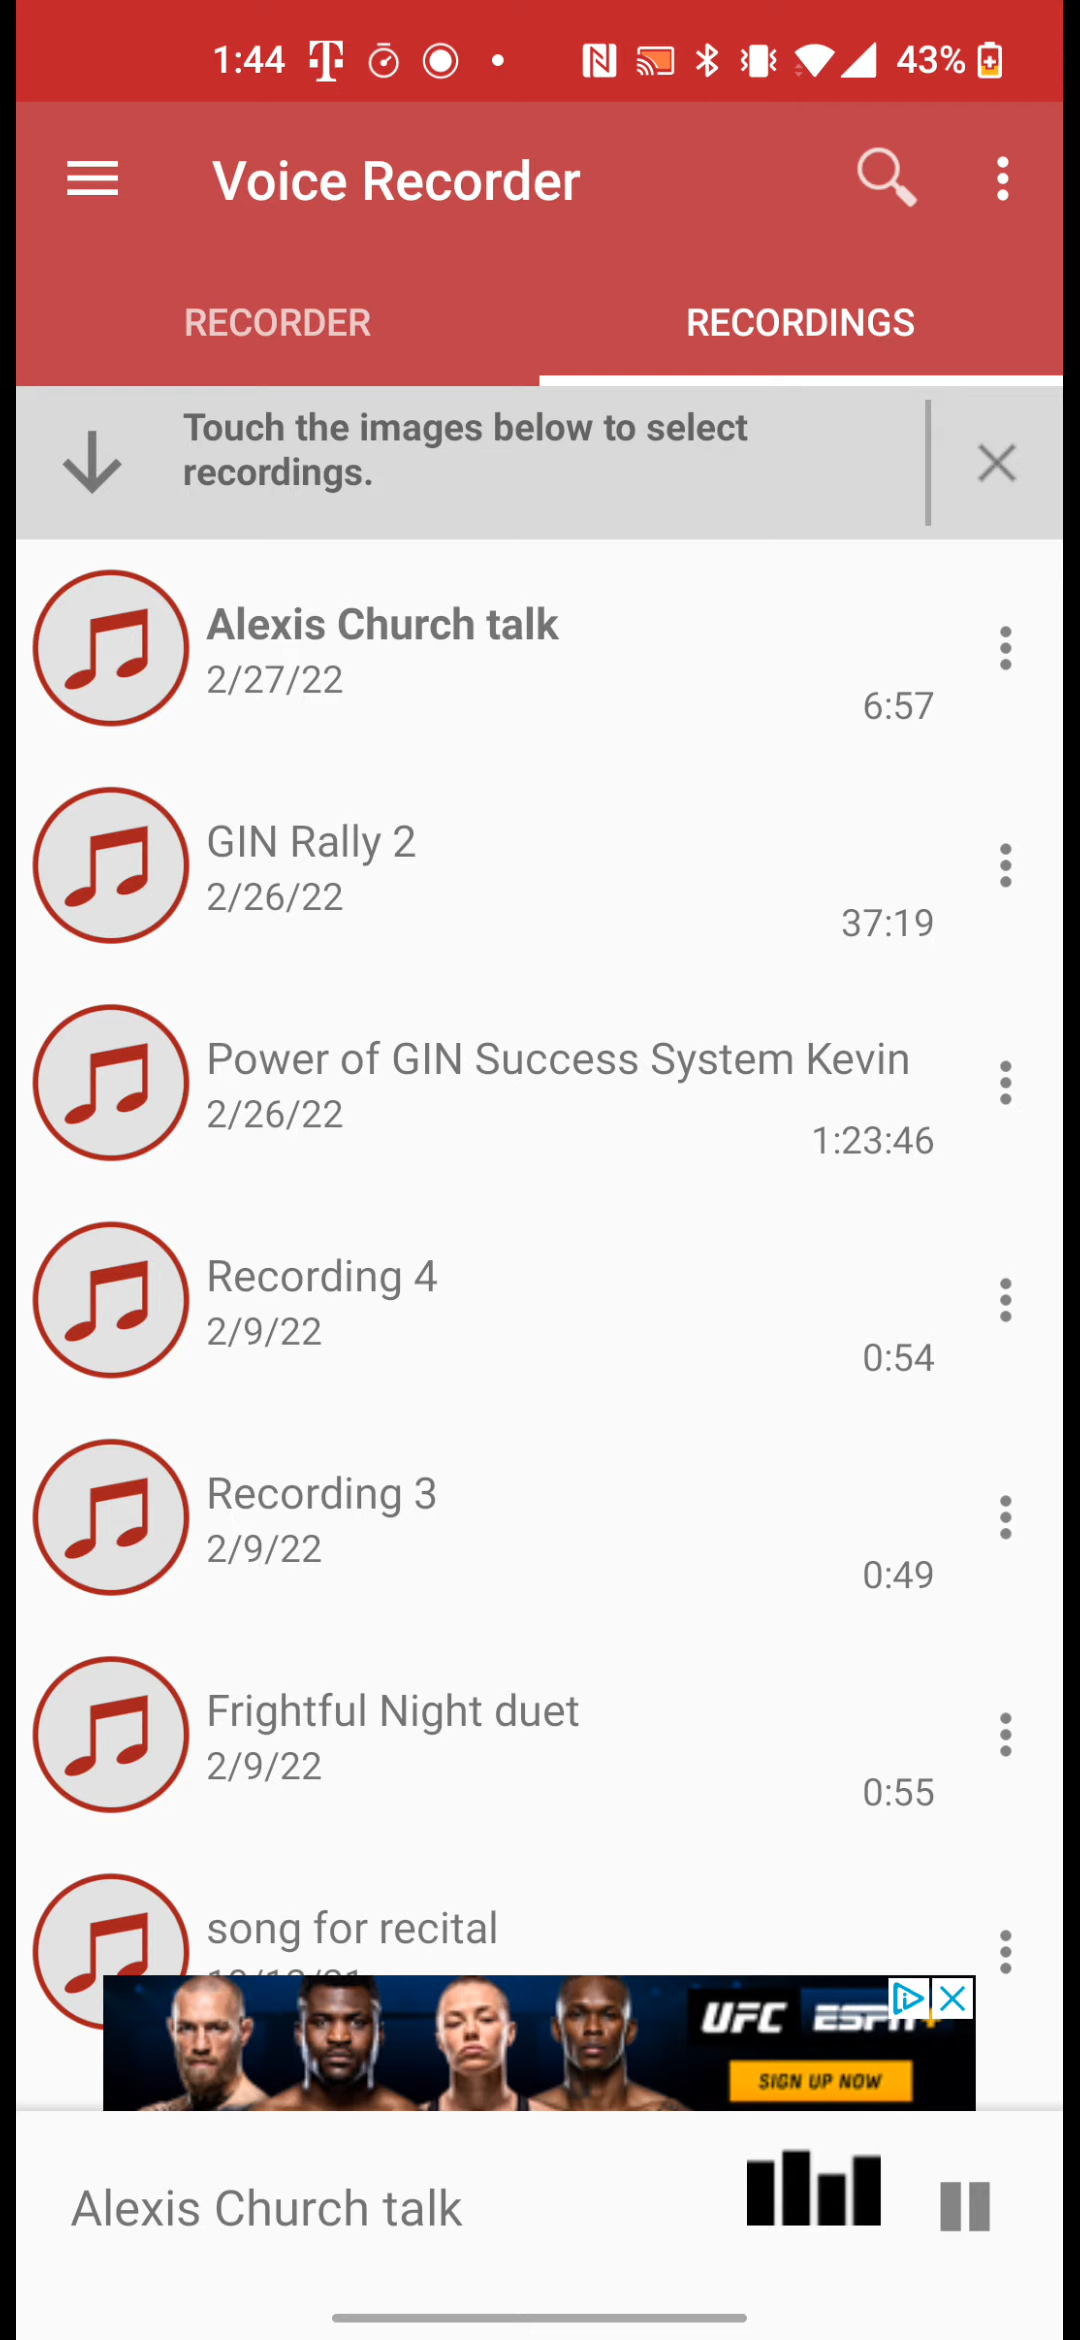 1:44 43%
Voice Recorder
RECORDER RECORDINGS
Touch the images below to select
recordings.
Alexis Church talk
2/27/22
6:57
GIN Rally 2
2/26/22
37:19
Power of GIN Success System Kevin
2/26/22
1:23:46
Recording 4
2/9/22
0:54
Recording 3
2/9/22
0:49
Frightful Night duet
2/9/22
0:55
song for recital
UFC ESPN+
SIGN UP NOW
Alexis Church talk